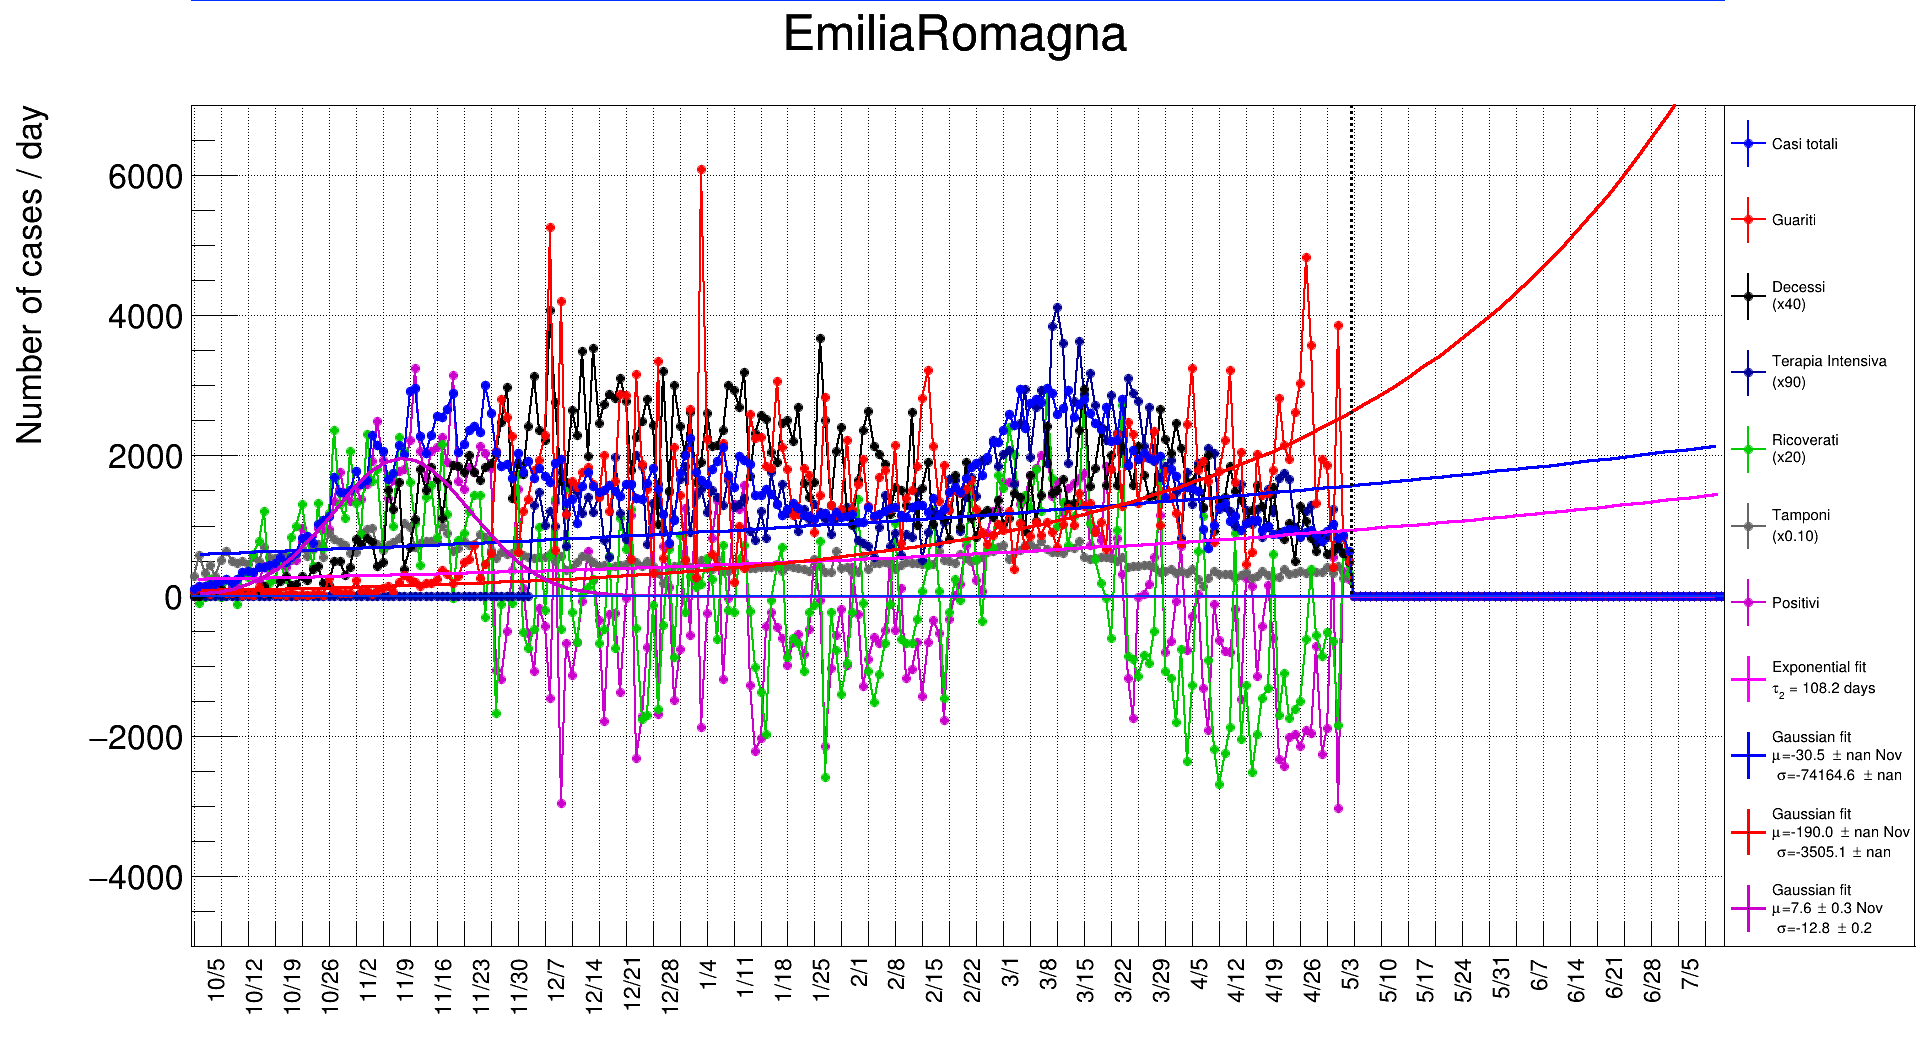 EmiliaRomagna
Number of cases / day
6000
4000
2000
0
−2000
−4000
10/5
10/12
10/19
10/26
11/2
11/9
11/16
11/23
11/30
12/7
12/14
12/21
12/28
1/4
1/11
1/18
1/25
2/1
2/8
2/15
2/22
3/1
3/8
3/15
3/22
3/29
4/5
4/12
4/19
4/26
5/3
5/10
5/17
5/24
5/31
6/7
6/14
6/21
6/28
7/5
Casi totali
Guariti
Decessi
(x40)
Terapia Intensiva
(x90)
Ricoverati
(x20)
Tamponi
(x0.10)
Positivi
Exponential fit
τ2 = 108.2 days
Gaussian fit
μ=-30.5 ± nan Nov
σ=-74164.6 ± nan
Gaussian fit
μ=-190.0 ± nan Nov
σ=-3505.1 ± nan
Gaussian fit
μ=7.6 ± 0.3 Nov
σ=-12.8 ± 0.2